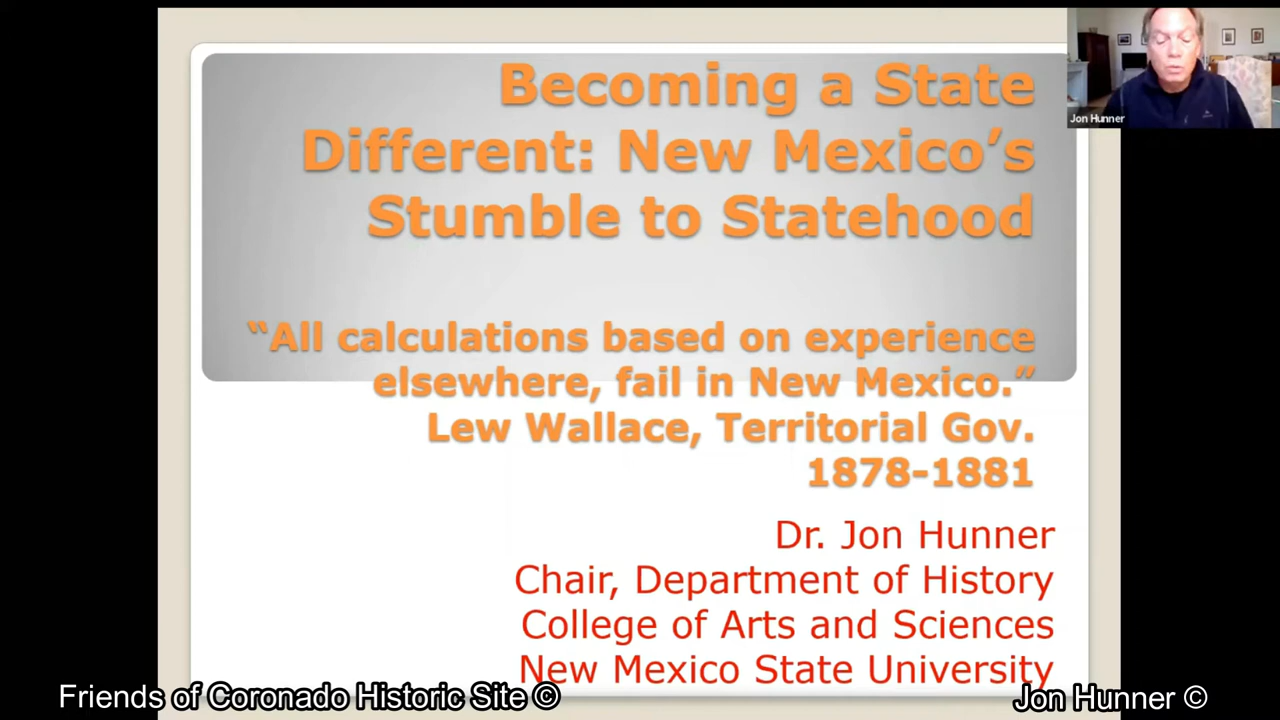 Becoming a State
Different: New Mexico’s
Stumble to Statehood
“All calculations based on experience
elsewhere, fail in New Mexico.”
Lew Wallace, Territorial Gov.
1878-1881
Dr. Jon Hunner
Chair, Department of History
College of Arts and Sciences
New Mexico State University
Jon Hunner
Friends of Coronado Historic Site ©
Jon Hunner ©